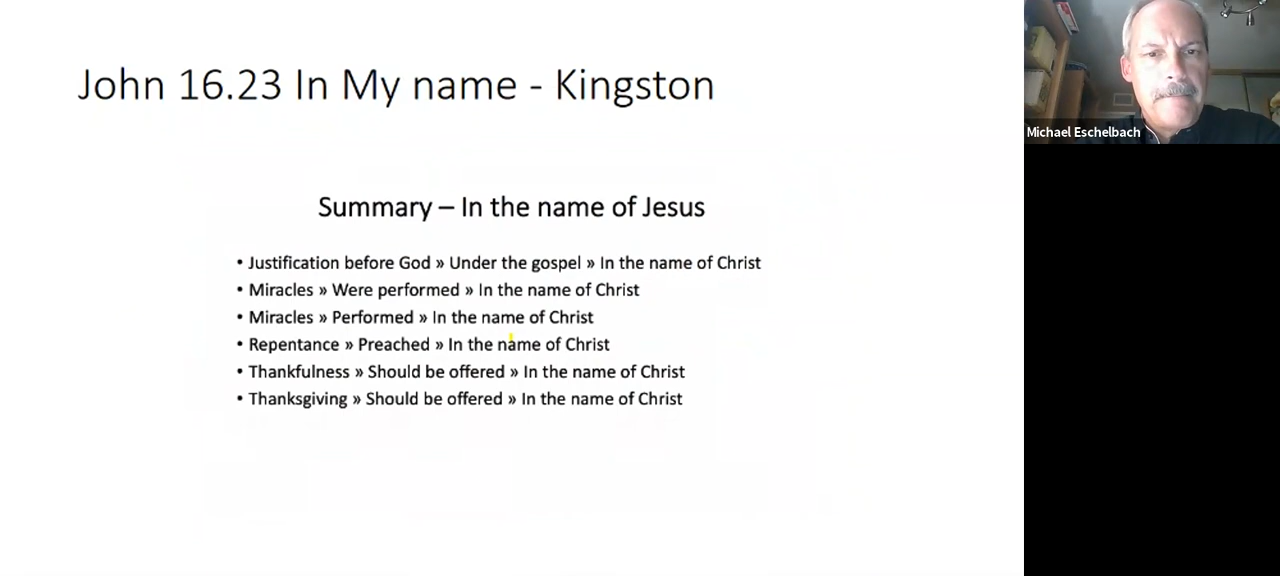 John 16.23 In My name - Kingston
Michael Eschelbach
Summary – In the name of Jesus
• Justification before God » Under the gospel » In the name of Christ
• Miracles » Were performed » In the name of Christ
• Miracles » Performed » In the name of Christ
• Repentance » Preached » In the name of Christ
• Thankfulness » Should be offered » In the name of Christ
• Thanksgiving » Should be offered » In the name of Christ